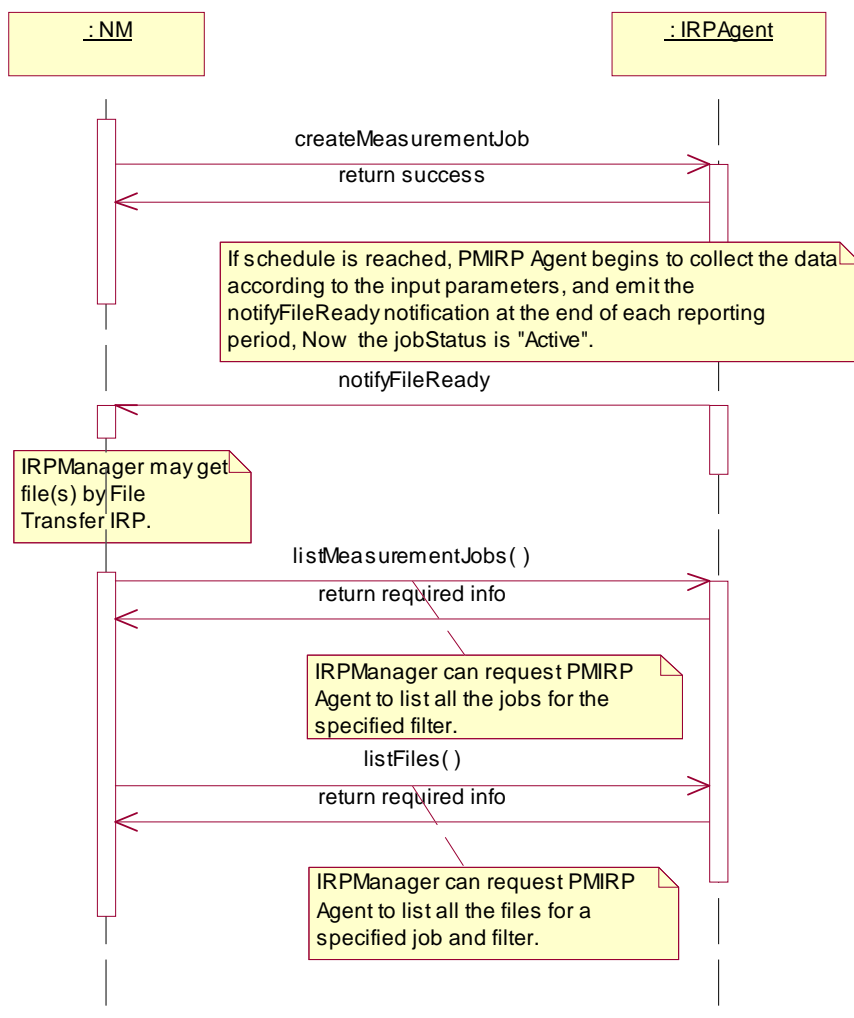 : NM
: IRPAgent
createMeasurementJob
return success
If schedule is reached, PMIRP Agent begins to collect the data
according to the input parameters, and emit the
notifyFileReady notification at the end of each reporting
period, Now the jobStatus is "Active".
notifyFileReady
IRPManager may get
file(s) by File
Transfer IRP.
listMeasurementJobs( )
return required info
IRPManager can request PMIRP
Agent to list all the jobs for the
specified filter.
listFiles( )
return required info
IRPManager can request PMIRP
Agent to list all the files for a
specified job and filter.